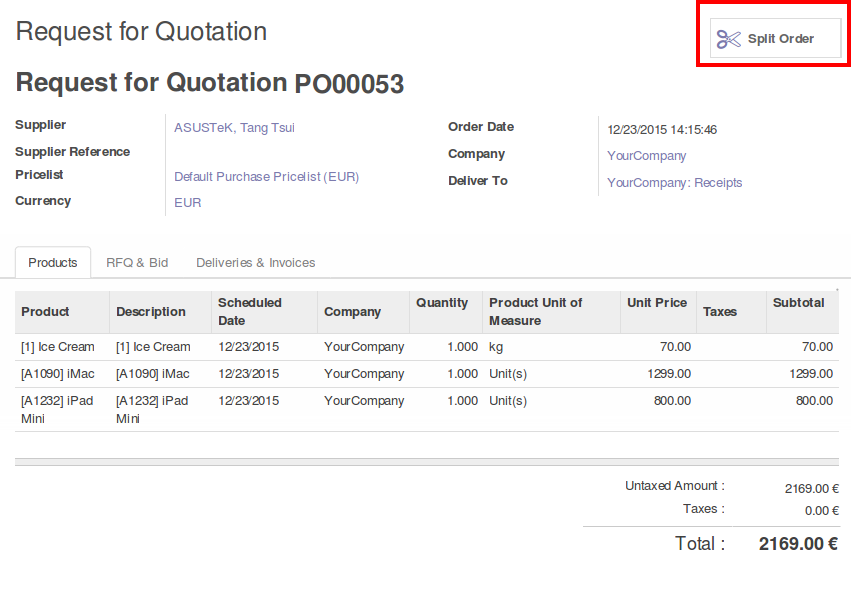 Request for Quotation
Split Order
Request for Quotation PO00053
Supplier ASUSTeK, Tang Tsui
Supplier Reference
Pricelist Default Purchase Pricelist (EUR)
Currency EUR
Order Date 12/23/2015 14:15:46
Company YourCompany
Deliver To YourCompany: Receipts
Products RFQ & Bid Deliveries & Invoices
Product Description Scheduled Date Company Quantity Product Unit of Measure Unit Price Taxes Subtotal
[1] Ice Cream [1] Ice Cream 12/23/2015 YourCompany 1.000 kg 70.00 70.00
[A1090] iMac [A1090] iMac 12/23/2015 YourCompany 1.000 Unit(s) 1299.00 1299.00
[A1232] iPad Mini [A1232] iPad Mini 12/23/2015 YourCompany 1.000 Unit(s) 800.00 800.00
Untaxed Amount : 2169.00 €
Taxes : 0.00 €
Total : 2169.00 €